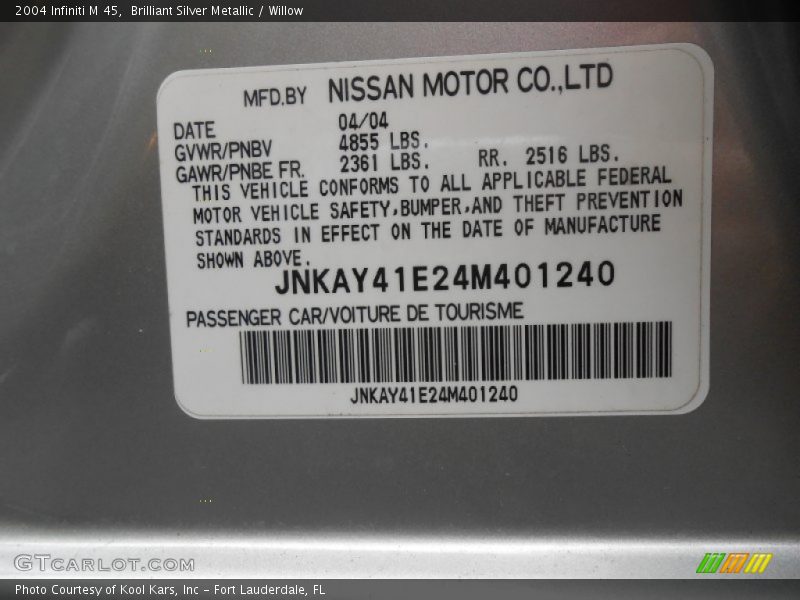 2004 Infiniti M 45,  Brilliant Silver Metallic / Willow
MFD.BY NISSAN MOTOR CO.,LTD
DATE 04/04
GVWR/PNBV 4855 LBS.
GAWR/PNBE FR. 2361 LBS. RR. 2516 LBS.
THIS VEHICLE CONFORMS TO ALL APPLICABLE FEDERAL
MOTOR VEHICLE SAFETY,BUMPER,AND THEFT PREVENTION
STANDARDS IN EFFECT ON THE DATE OF MANUFACTURE
SHOWN ABOVE.
JNKAY41E24M401240
PASSENGER CAR/VOITURE DE TOURISME
JNKAY41E24M401240
GTCARLOT.COM
Photo Courtesy of Kool Kars, Inc - Fort Lauderdale, FL